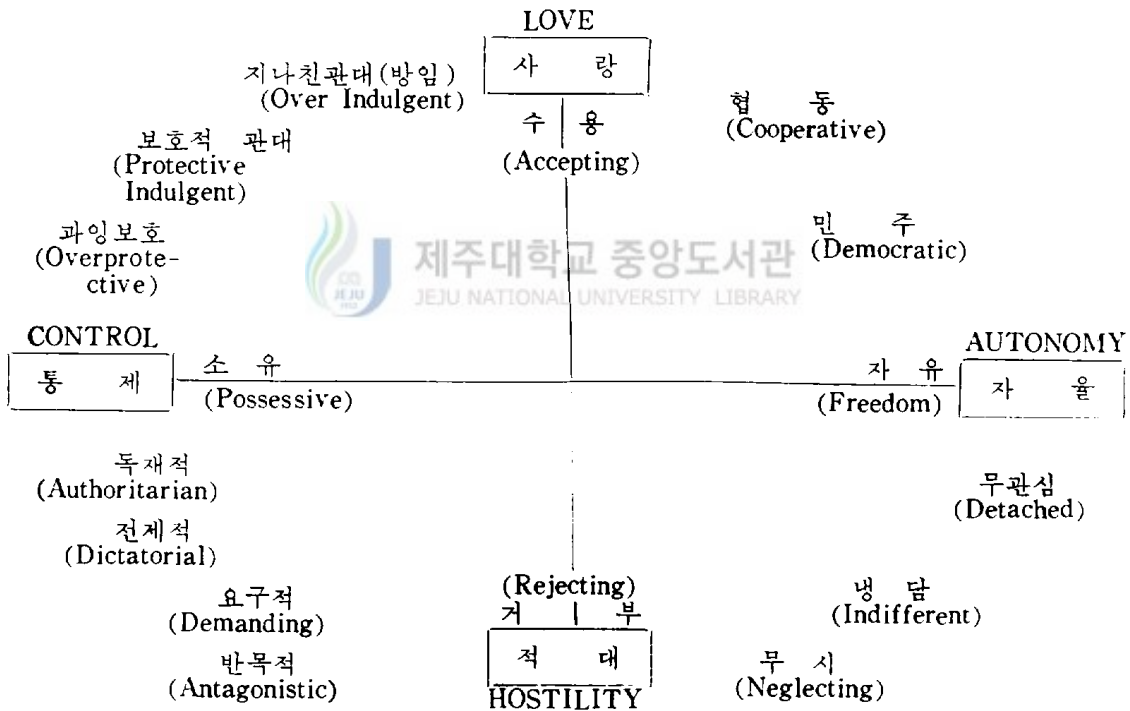 LOVE
사 랑
지나친관대(방임)
(Over Indulgent)
수 용
(Accepting)
협 동
(Cooperative)
보호적 관대
(Protective
Indulgent)
민 주
(Democratic)
과잉보호
(Overprote-
ctive)
제주대학교 중앙도서관
JEJU NATIONAL UNIVERSITY LIBRARY
JEJU
1952
CONTROL
통 제
소 유
(Possessive)
자 유
(Freedom)
AUTONOMY
자 율
독재적
(Authoritarian)
무관심
(Detached)
전제적
(Dictatorial)
요구적
(Demanding)
(Rejecting)
거 부
냉 담
(Indifferent)
반목적
(Antagonistic)
적 대
HOSTILITY
무 시
(Neglecting)